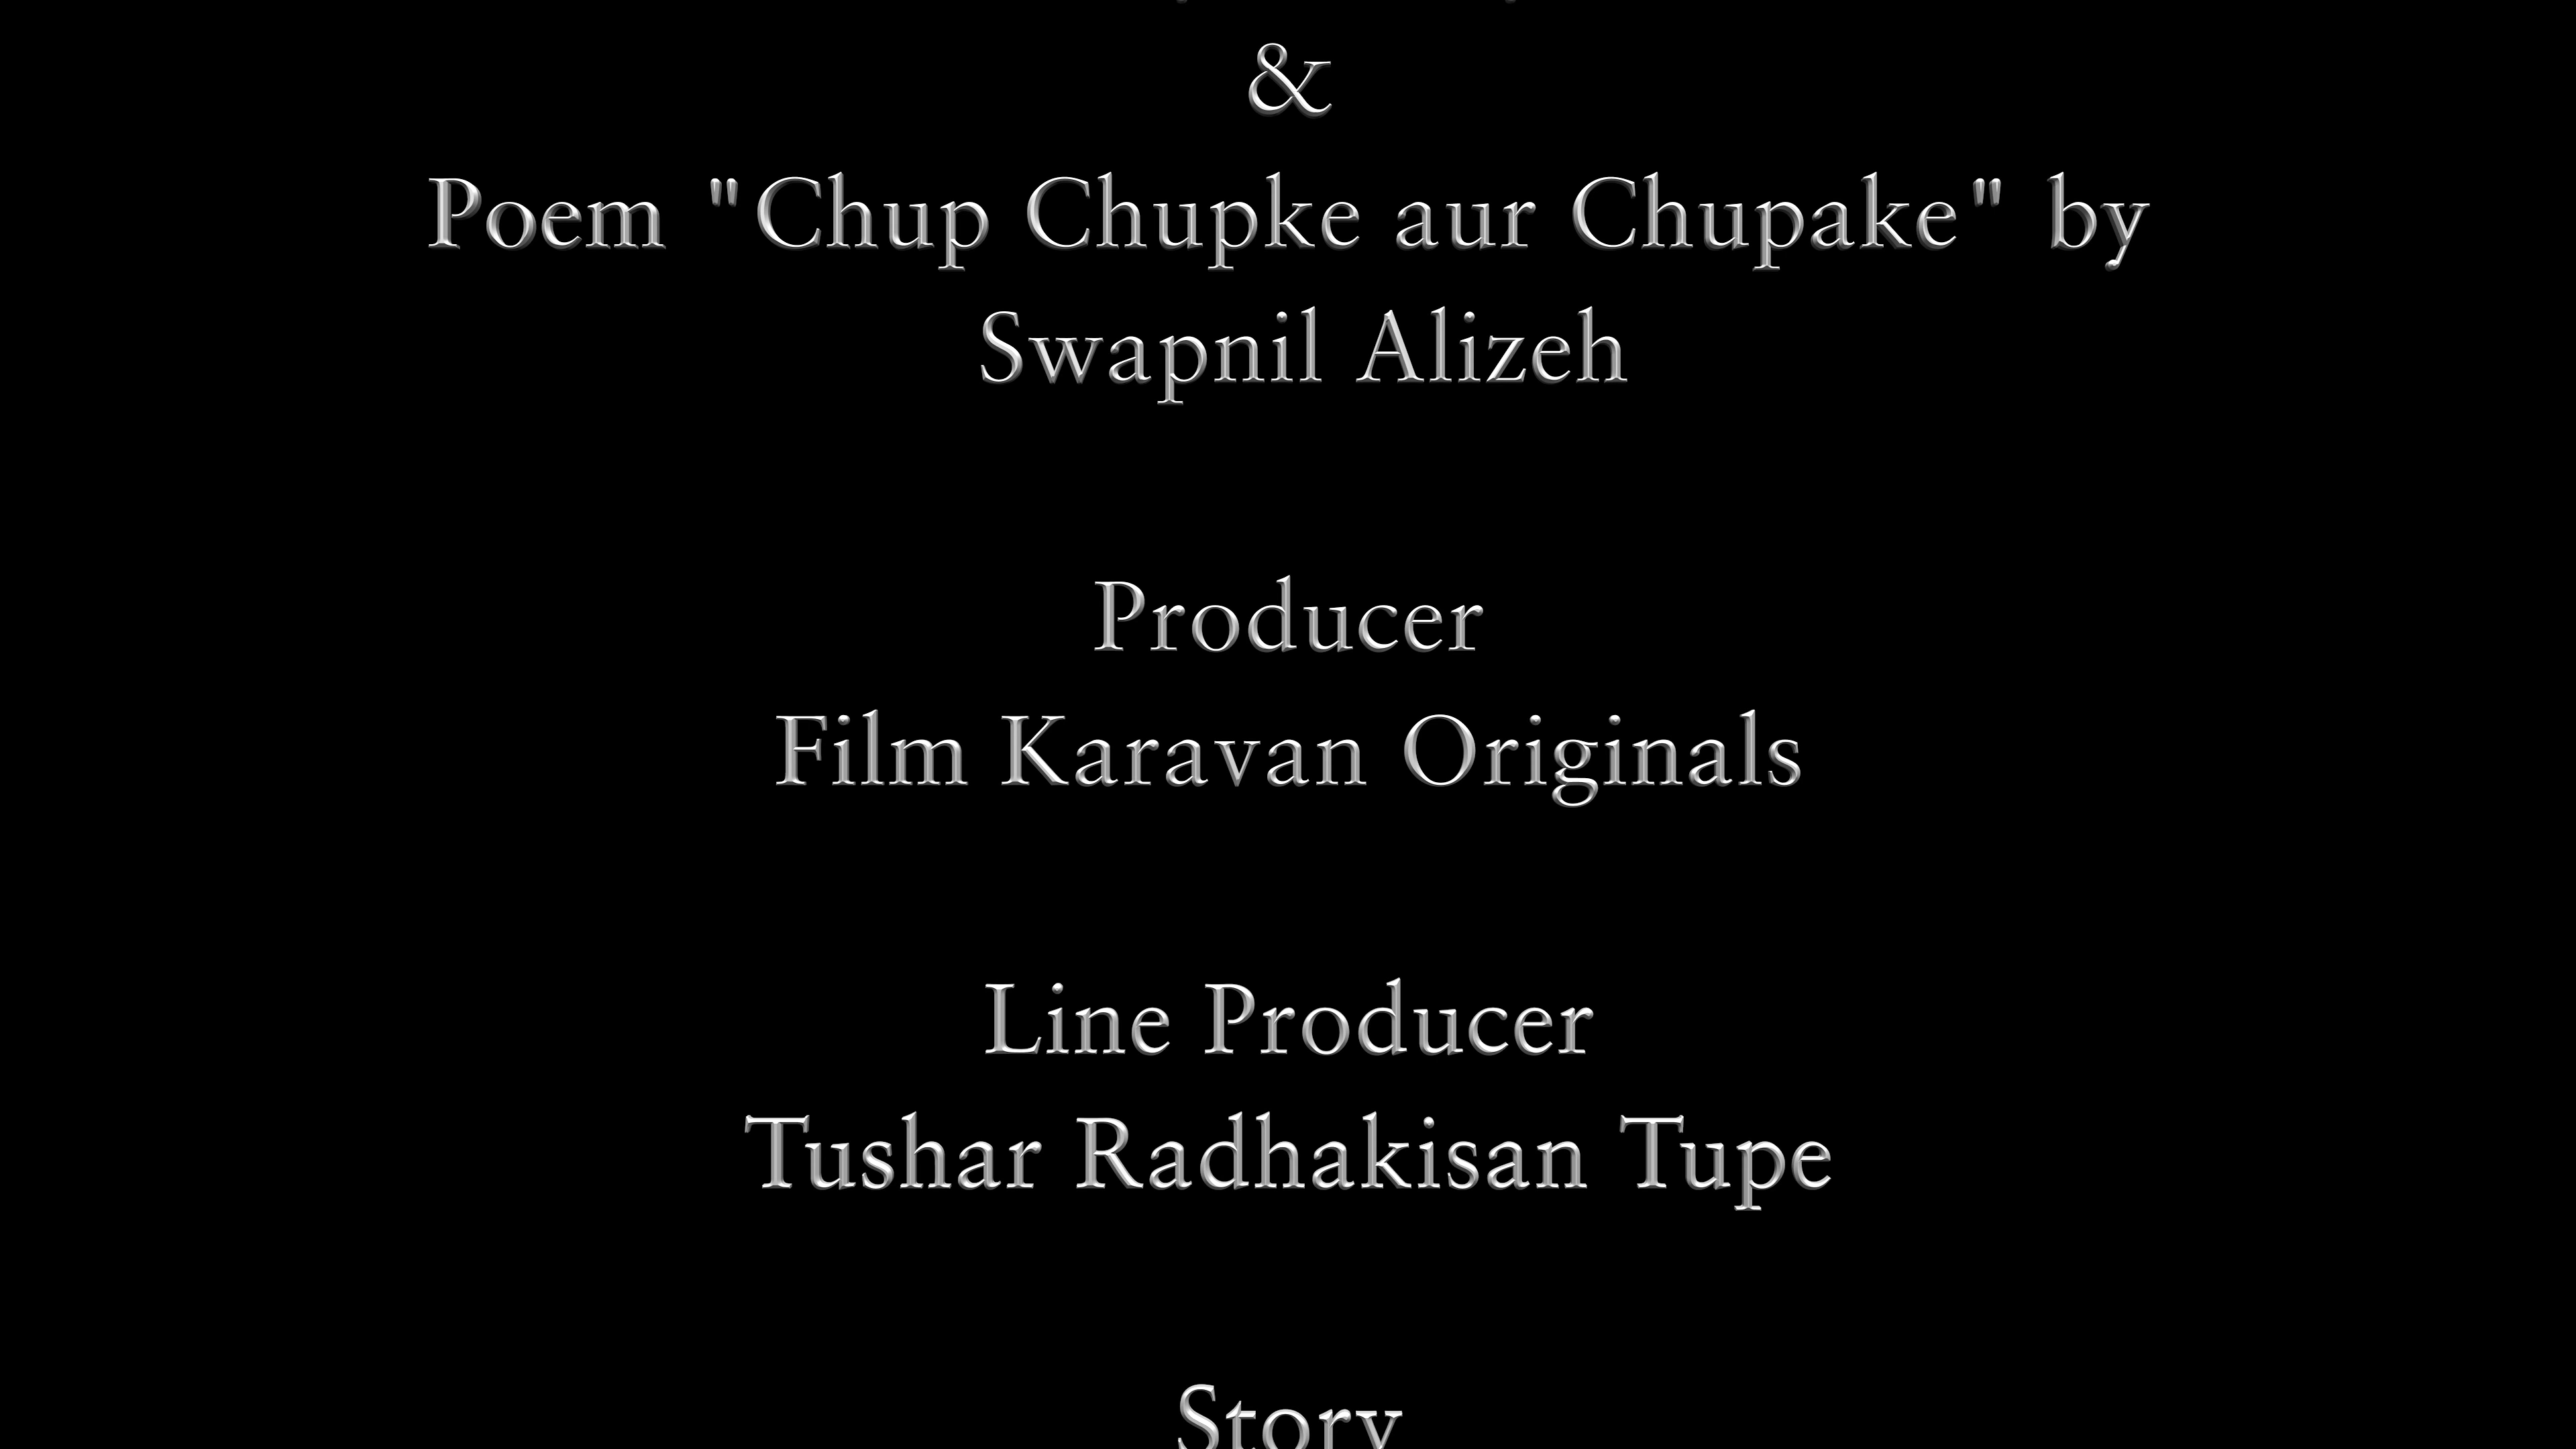 &
Poem "Chup Chupke aur Chupake" by
Swapnil Alizeh
Producer
Film Karavan Originals
Line Producer
Tushar Radhakisan Tupe
Story